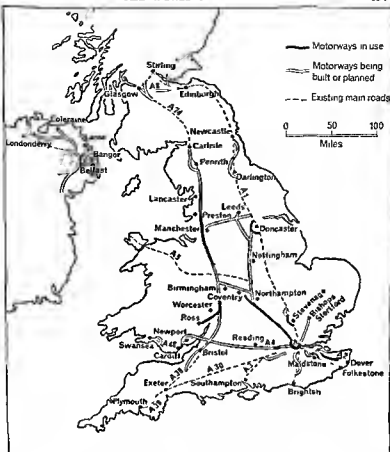 Motorways in use
Motorways being
built or planned
Existing main roads
0 100
Miles
Stirling
Glasgow
A8
Edinburgh
A74
Coleraine
Londonderry
Larne
Bangor
Belfast
Newcastle
Carlisle
Penrith
A1
Darlington
Lancaster
Leeds
Preston
Manchester
Doncaster
A5
Nottingham
Birmingham
Coventry
Northampton
Worcester
Stevenage
Bishops
Stortford
Ross
Newport
Swansea
A48
Cardiff
Reading
A4
Bristol
Maidstone
Dover
Folkestone
A38
A30
Exeter
Southampton
Brighton
Plymouth